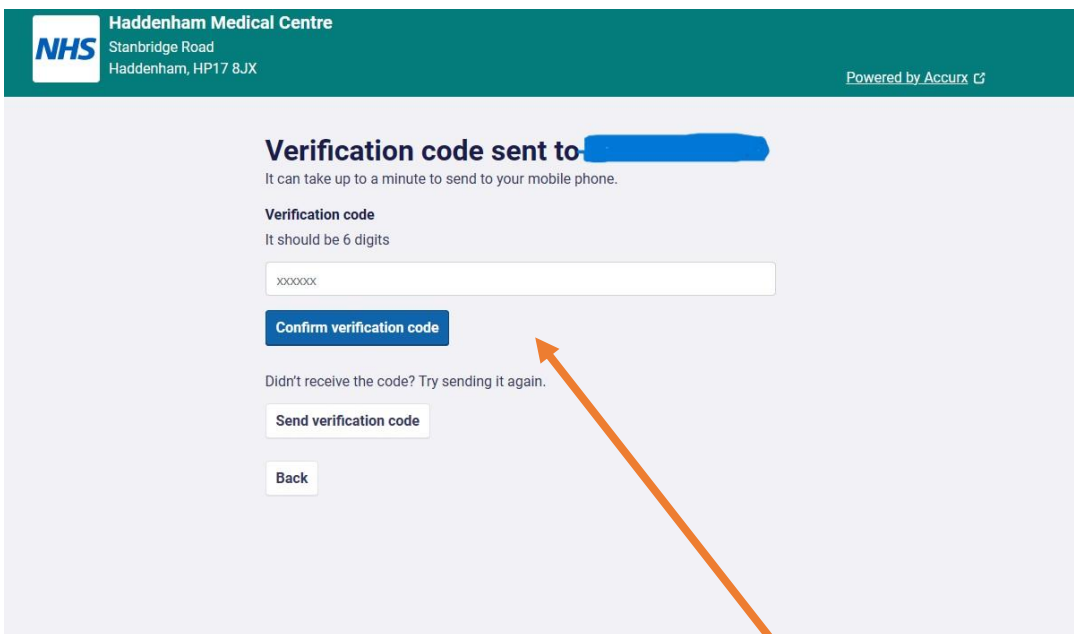 Haddenham Medical Centre
NHS
Stanbridge Road
Haddenham, HP17 8JX
Powered by Accurx
Verification code sent to
It can take up to a minute to send to your mobile phone.
Verification code
It should be 6 digits
xxxxxx
Confirm verification code
Didn't receive the code? Try sending it again.
Send verification code
Back